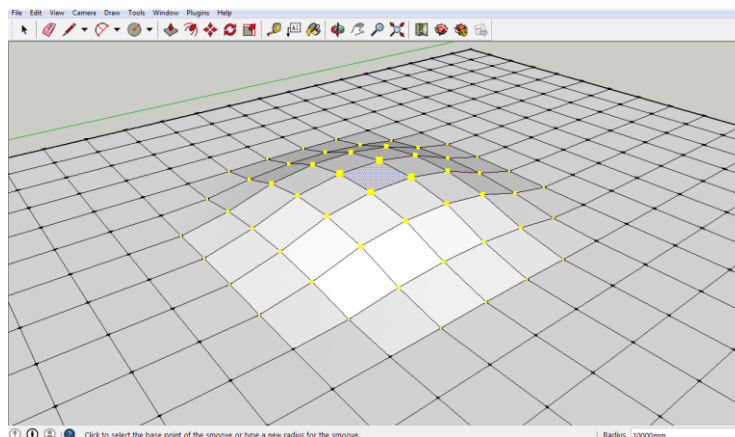 File Edit View Camera Draw Tools Window Plugins Help
A1
Click to select the base point of the smoove or type a new radius for the smoove. Radius 10000mm